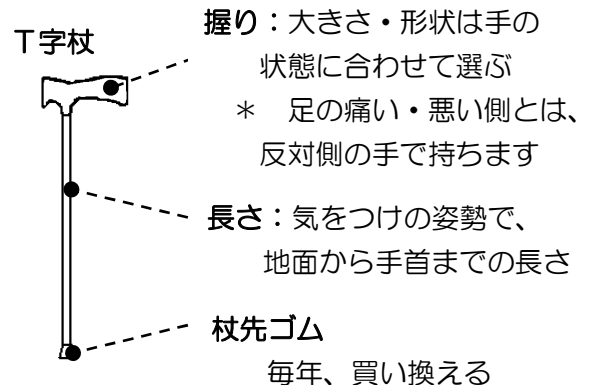 T字杖
握り：大きさ・形状は手の
状態に合わせて選ぶ
＊　足の痛い・悪い側とは、
反対側の手で持ちます
長さ：気をつけの姿勢で、
地面から手首までの長さ
杖先ゴム
毎年、買い換える